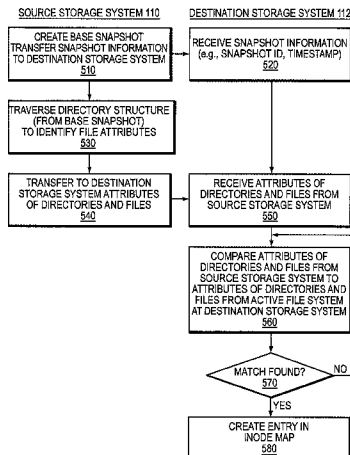 SOURCE STORAGE SYSTEM 110
DESTINATION STORAGE SYSTEM 112
CREATE BASE SNAPSHOT
TRANSFER SNAPSHOT INFORMATION
TO DESTINATION STORAGE SYSTEM
510
RECEIVE SNAPSHOT INFORMATION
(e.g., SNAPSHOT ID, TIMESTAMP)
520
TRAVERSE DIRECTORY STRUCTURE
(FROM BASE SNAPSHOT)
TO IDENTIFY FILE ATTRIBUTES
530
TRANSFER TO DESTINATION
STORAGE SYSTEM ATTRIBUTES
OF DIRECTORIES AND FILES
540
RECEIVE ATTRIBUTES OF
DIRECTORIES AND FILES FROM
SOURCE STORAGE SYSTEM
550
COMPARE ATTRIBUTES OF
DIRECTORIES AND FILES FROM
SOURCE STORAGE SYSTEM TO
ATTRIBUTES OF DIRECTORIES AND
FILES FROM ACTIVE FILE SYSTEM
AT DESTINATION STORAGE SYSTEM
560
MATCH FOUND?
570
NO
YES
CREATE ENTRY IN
INODE MAP
580